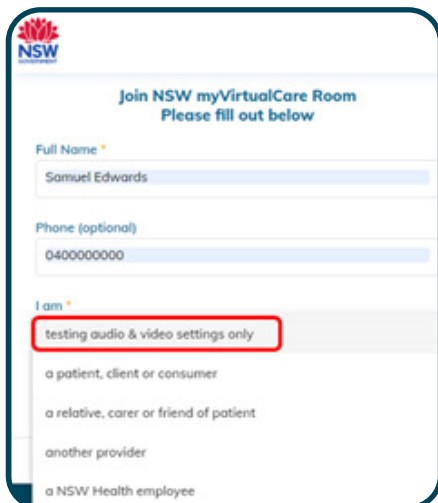 NSW
GOVERNMENT
Join NSW myVirtualCare Room
Please fill out below
Full Name *
Samuel Edwards
Phone (optional)
0400000000
I am *
testing audio & video settings only
a patient, client or consumer
a relative, carer or friend of patient
another provider
a NSW Health employee